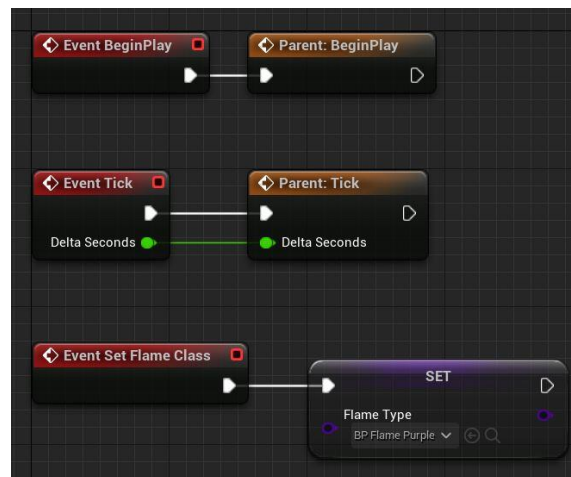 Event BeginPlay
Parent: BeginPlay
Event Tick
Parent: Tick
Delta Seconds
Delta Seconds
Event Set Flame Class
SET
Flame Type
BP Flame Purple